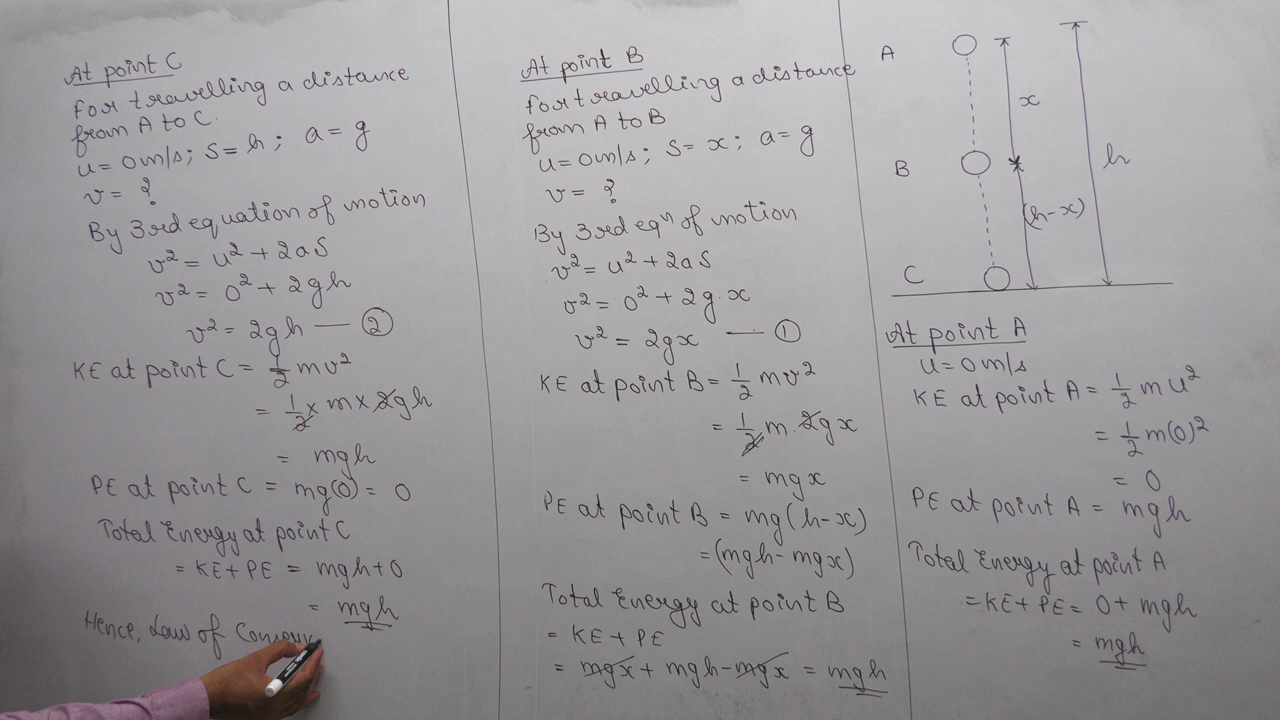 At point C
For travelling a distance
from A to C.
u = 0 m/s; S = h; a = g
v = ?
By 3rd equation of motion
v² = u² + 2aS
v² = 0² + 2gh
v² = 2gh — ②
KE at point C = 1/2 mv²
= 1/2 × m × 2gh
= mgh
PE at point C = mg(0) = 0
Total Energy at point C
= KE + PE = mgh + 0
= mgh
Hence, Law of
At point B
For travelling a distance
from A to B
u = 0 m/s; S = x; a = g
v = ?
By 3rd eqⁿ of motion
v² = u² + 2aS
v² = 0² + 2g.x
v² = 2gx — ①
KE at point B = 1/2 mv²
= 1/2 m.2gx
= mgx
PE at point B = mg(h-x)
= (mgh - mgx)
Total Energy at point B
= KE + PE
= mgx + mgh - mgx = mgh
A
x
B
h
(h-x)
C
At point A
u = 0 m/s
KE at point A = 1/2 mu²
= 1/2 m(0)²
= 0
PE at point A = mgh
Total Energy at point A
= KE + PE = 0 + mgh
= mgh